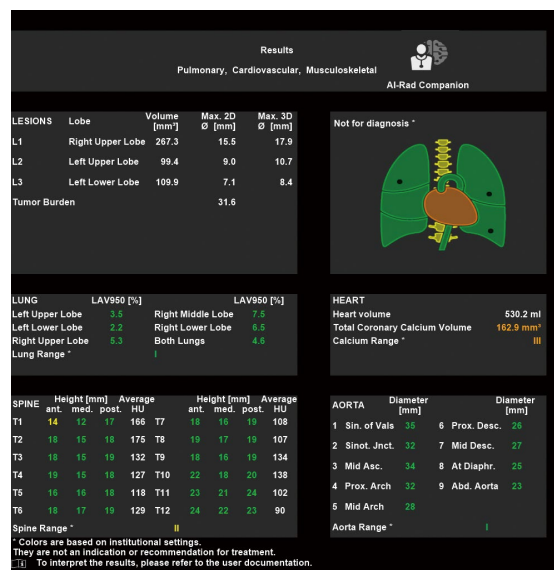 Results
Pulmonary, Cardiovascular, Musculoskeletal
AI-Rad Companion
LESIONS Lobe Volume [mm³] Max. 2D Ø [mm] Max. 3D Ø [mm]
L1 Right Upper Lobe 267.3 15.5 17.9
L2 Left Upper Lobe 99.4 9.0 10.7
L3 Left Lower Lobe 109.9 7.1 8.4
Tumor Burden 31.6
Not for diagnosis *
LUNG LAV950 [%] LAV950 [%]
Left Upper Lobe 3.5 Right Middle Lobe 7.5
Left Lower Lobe 2.2 Right Lower Lobe 6.5
Right Upper Lobe 5.3 Both Lungs 4.6
Lung Range * I
HEART
Heart volume 530.2 ml
Total Coronary Calcium Volume 162.9 mm³
Calcium Range * III
SPINE Height [mm] Average Height [mm] Average
ant. med. post. HU ant. med. post. HU
T1 14 12 17 166 T7 18 16 19 108
T2 18 15 18 175 T8 19 17 19 107
T3 18 15 19 132 T9 18 16 19 134
T4 19 15 18 127 T10 22 18 20 138
T5 16 16 18 118 T11 23 21 24 102
T6 18 17 19 129 T12 24 22 23 90
Spine Range * II
AORTA Diameter [mm] Diameter [mm]
1 Sin. of Vals 35 6 Prox. Desc. 26
2 Sinot. Jnct. 32 7 Mid Desc. 27
3 Mid Asc. 34 8 At Diaphr. 25
4 Prox. Arch 32 9 Abd. Aorta 23
5 Mid Arch 28
Aorta Range * I
* Colors are based on institutional settings.
They are not an indication or recommendation for treatment.
To interpret the results, please refer to the user documentation.